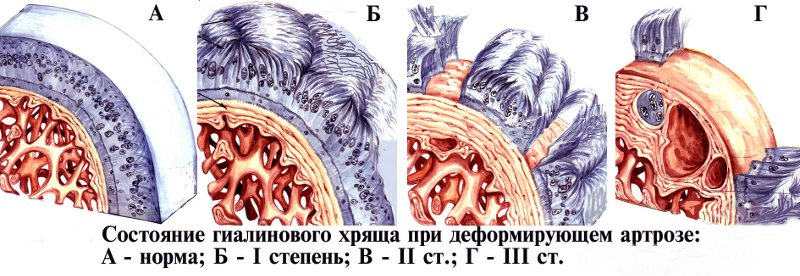 А Б В Г
Состояние гиалинового хряща при деформирующем артрозе:
А - норма; Б - I степень; В - II ст.; Г - III ст.